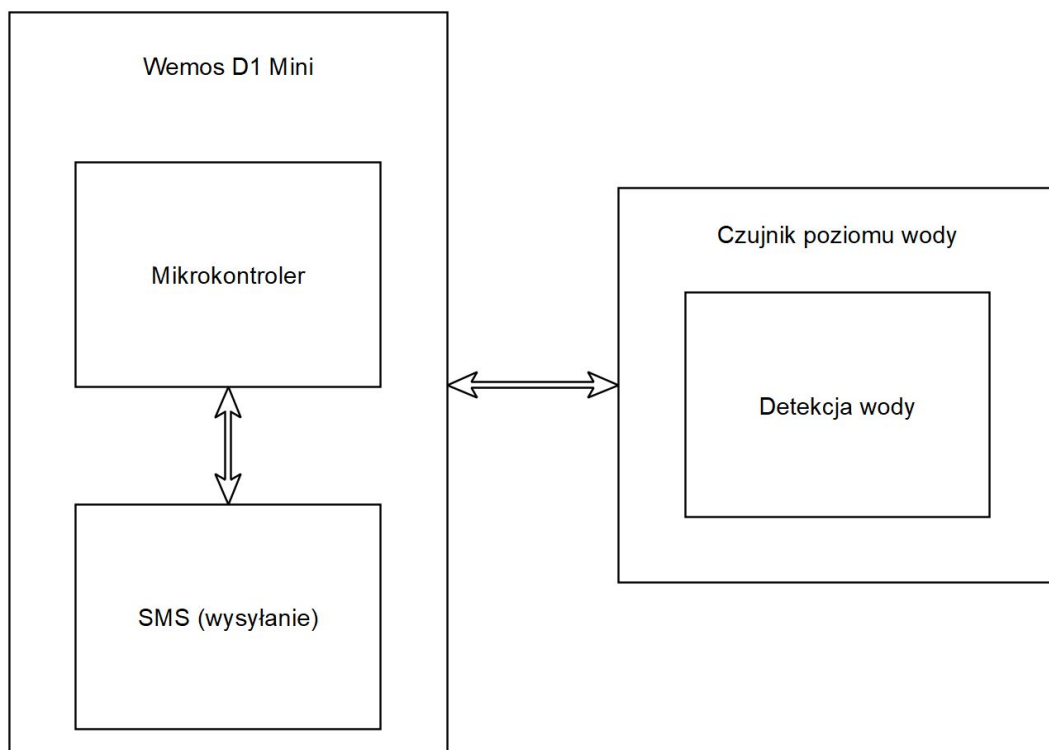 Wemos D1 Mini
Mikrokontroler
SMS (wysyłanie)
Czujnik poziomu wody
Detekcja wody